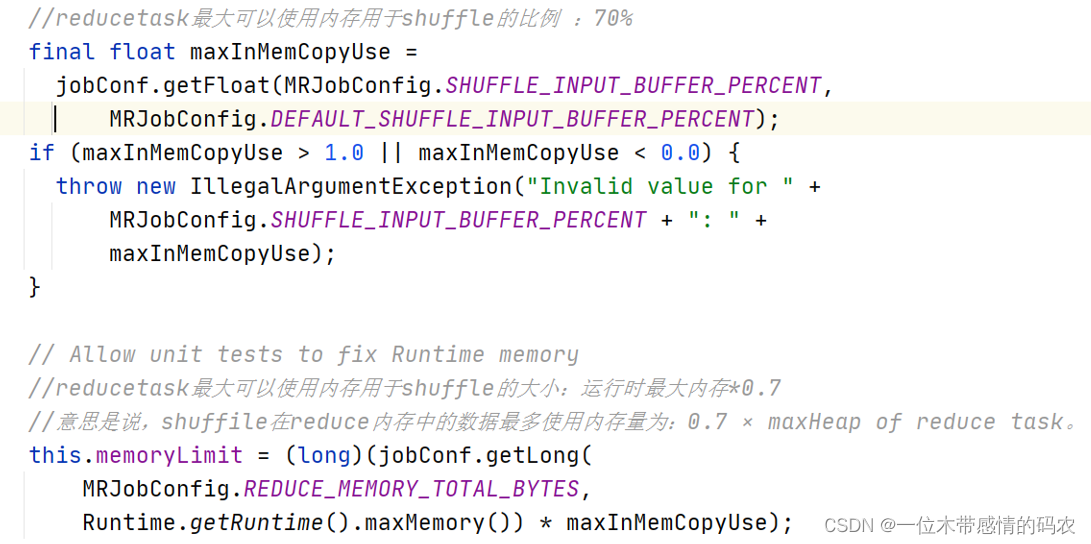 //reducetask最大可以使用内存用于shuffle的比例 ：70%
final float maxInMemCopyUse =
jobConf.getFloat(MRJobConfig.SHUFFLE_INPUT_BUFFER_PERCENT,
MRJobConfig.DEFAULT_SHUFFLE_INPUT_BUFFER_PERCENT);
if (maxInMemCopyUse > 1.0 || maxInMemCopyUse < 0.0) {
throw new IllegalArgumentException("Invalid value for " +
MRJobConfig.SHUFFLE_INPUT_BUFFER_PERCENT + ": " +
maxInMemCopyUse);
}
// Allow unit tests to fix Runtime memory
//reducetask最大可以使用内存用于shuffle的大小：运行时最大内存*0.7
//意思是说，shuffile在reduce内存中的数据最多使用内存量为：0.7 × maxHeap of reduce task。
this.memoryLimit = (long)(jobConf.getLong(
MRJobConfig.REDUCE_MEMORY_TOTAL_BYTES,
Runtime.getRuntime().maxMemory()) * maxInMemCopyUse);
CSDN @一位木带感情的码农